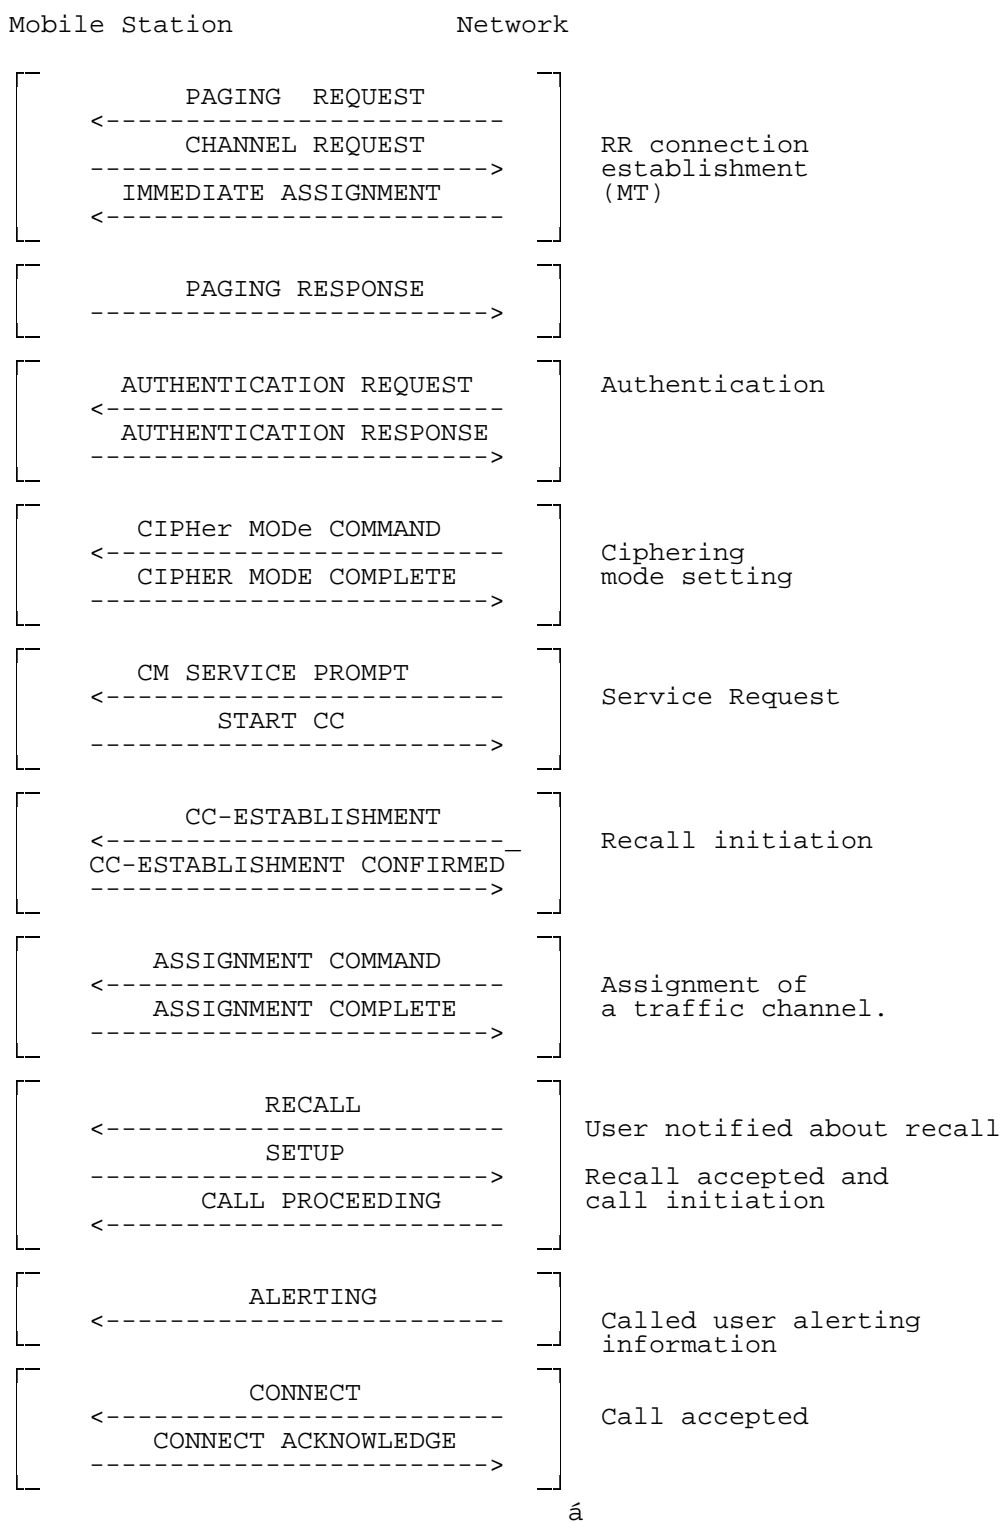 Mobile Station Network
PAGING REQUEST
<-------------------------
CHANNEL REQUEST
RR connection
------------------------->
establishment
IMMEDIATE ASSIGNMENT
(MT)
<-------------------------
PAGING RESPONSE
------------------------->
AUTHENTICATION REQUEST
Authentication
<-------------------------
AUTHENTICATION RESPONSE
------------------------->
CIPHer MODe COMMAND
<-------------------------
Ciphering
CIPHER MODE COMPLETE
mode setting
------------------------->
CM SERVICE PROMPT
<-------------------------
Service Request
START CC
------------------------->
CC-ESTABLISHMENT
<-------------------------_
Recall initiation
CC-ESTABLISHMENT CONFIRMED
------------------------->
ASSIGNMENT COMMAND
<-------------------------
Assignment of
ASSIGNMENT COMPLETE
a traffic channel.
------------------------->
RECALL
<-------------------------
User notified about recall
SETUP
------------------------->
Recall accepted and
CALL PROCEEDING
call initiation
<-------------------------
ALERTING
<-------------------------
Called user alerting
information
CONNECT
<-------------------------
Call accepted
CONNECT ACKNOWLEDGE
------------------------->
á